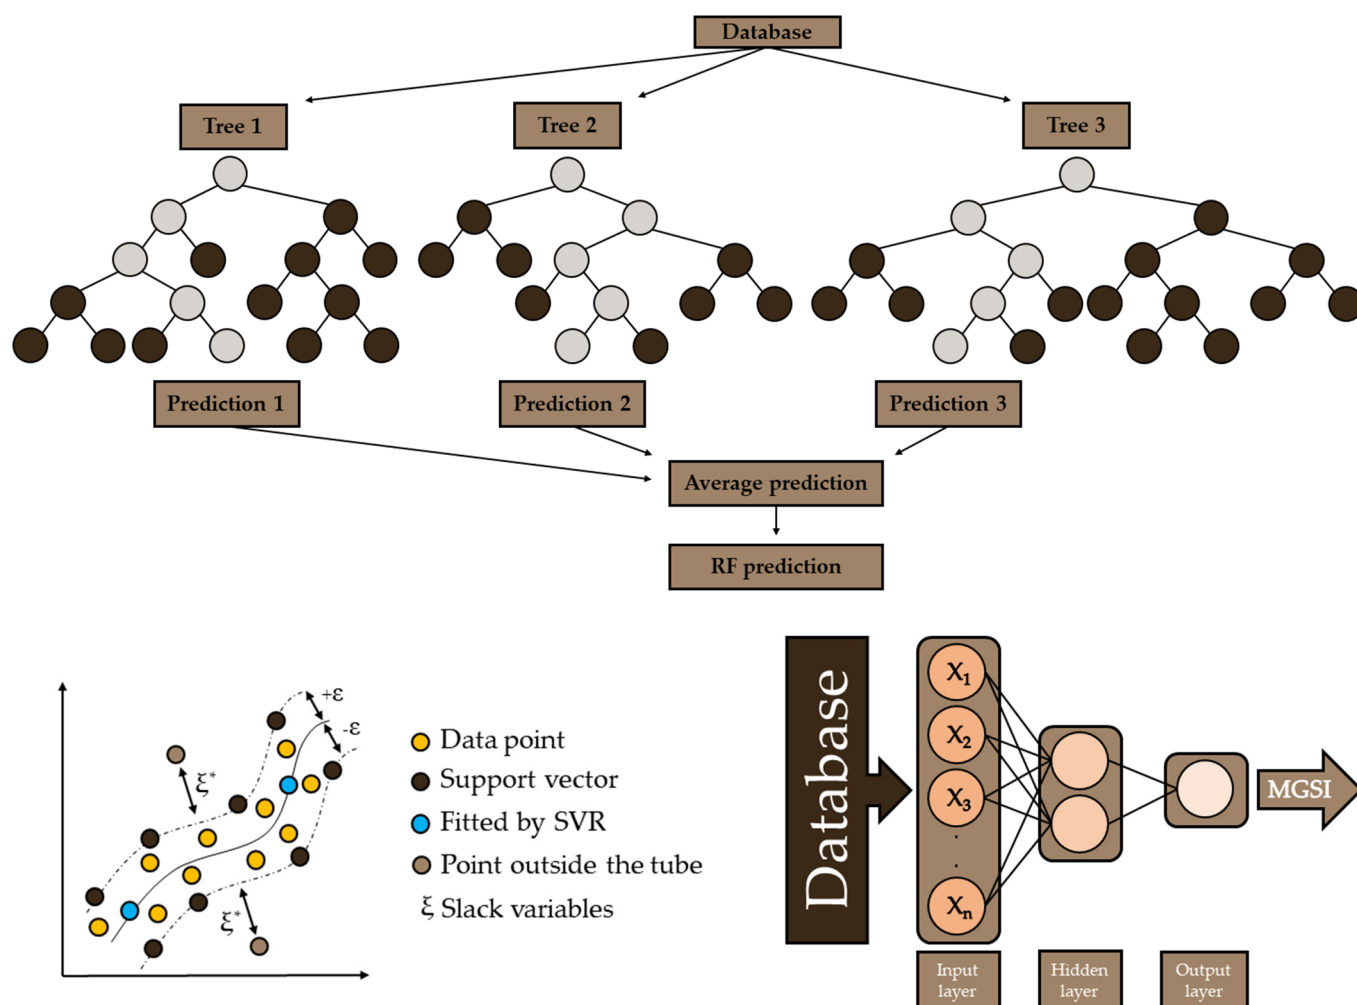 Database
Tree 1
Tree 2
Tree 3
Prediction 1
Prediction 2
Prediction 3
Average prediction
RF prediction
+ε
-ε
ξ*
ξ*
Data point
Support vector
Fitted by SVR
Point outside the tube
ξ Slack variables
Database
X1
X2
X3
.
.
Xn
MGSI
Input
layer
Hidden
layer
Output
layer